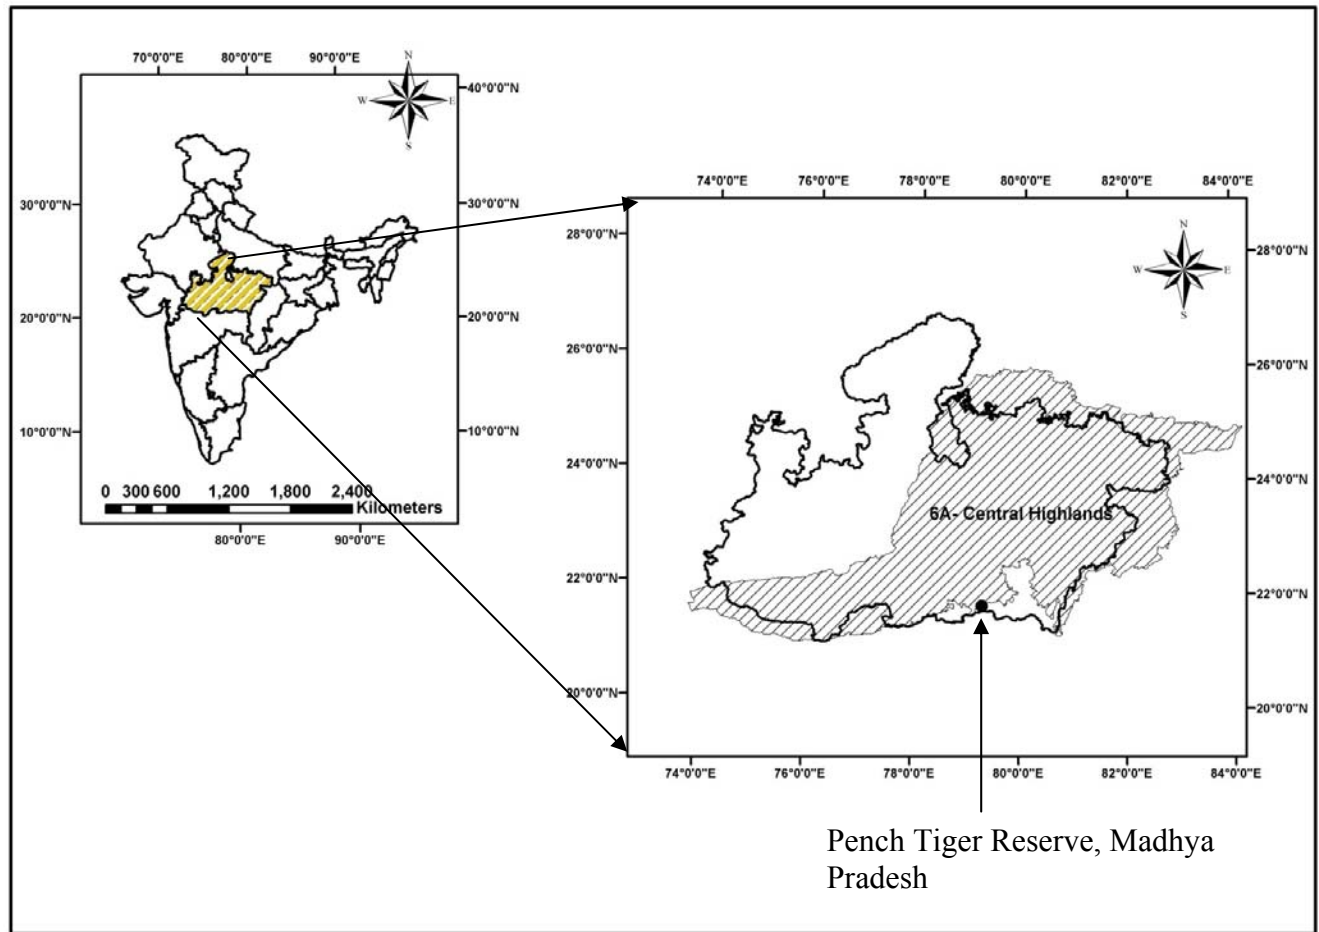 70°0'0"E 80°0'0"E 90°0'0"E
N
W E
S
40°0'0"N
30°0'0"N 30°0'0"N
20°0'0"N 20°0'0"N
10°0'0"N 10°0'0"N
0 300 600 1,200 1,800 2,400
Kilometers
80°0'0"E 90°0'0"E
74°0'0"E 76°0'0"E 78°0'0"E 80°0'0"E 82°0'0"E 84°0'0"E
N
W E
S
28°0'0"N 28°0'0"N
26°0'0"N 26°0'0"N
24°0'0"N 24°0'0"N
6A- Central Highlands
22°0'0"N 22°0'0"N
20°0'0"N 20°0'0"N
74°0'0"E 76°0'0"E 78°0'0"E 80°0'0"E 82°0'0"E 84°0'0"E
Pench Tiger Reserve, Madhya
Pradesh